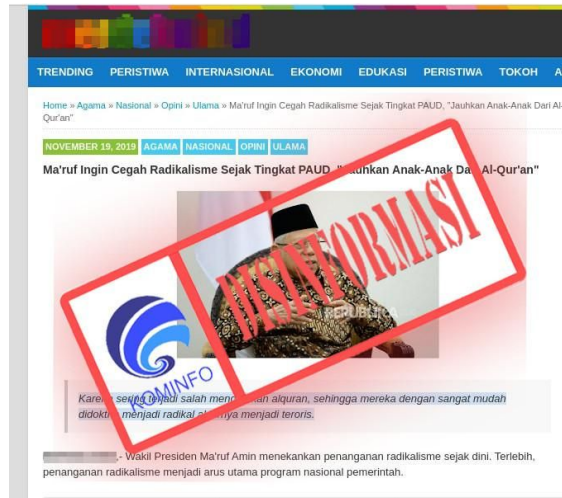 TRENDING PERISTIWA INTERNASIONAL EKONOMI EDUKASI PERISTIWA TOKOH A
Home » Agama » Nasional » Opini » Ulama » Ma'ruf Ingin Cegah Radikalisme Sejak Tingkat PAUD, "Jauhkan Anak-Anak Dari Al-
Qur'an"
NOVEMBER 19, 2019 AGAMA NASIONAL OPINI ULAMA
Ma'ruf Ingin Cegah Radikalisme Sejak Tingkat PAUD, "Jauhkan Anak-Anak Dari Al-Qur'an"
DISINFORMASI
REPUBLIKA
KOMINFO
Karena sering terjadi salah alquran, sehingga mereka dengan sangat mudah
didoktrin menjadi radikal akhirnya menjadi teroris.
- Wakil Presiden Ma'ruf Amin menekankan penanganan radikalisme sejak dini. Terlebih,
penanganan radikalisme menjadi arus utama program nasional pemerintah.